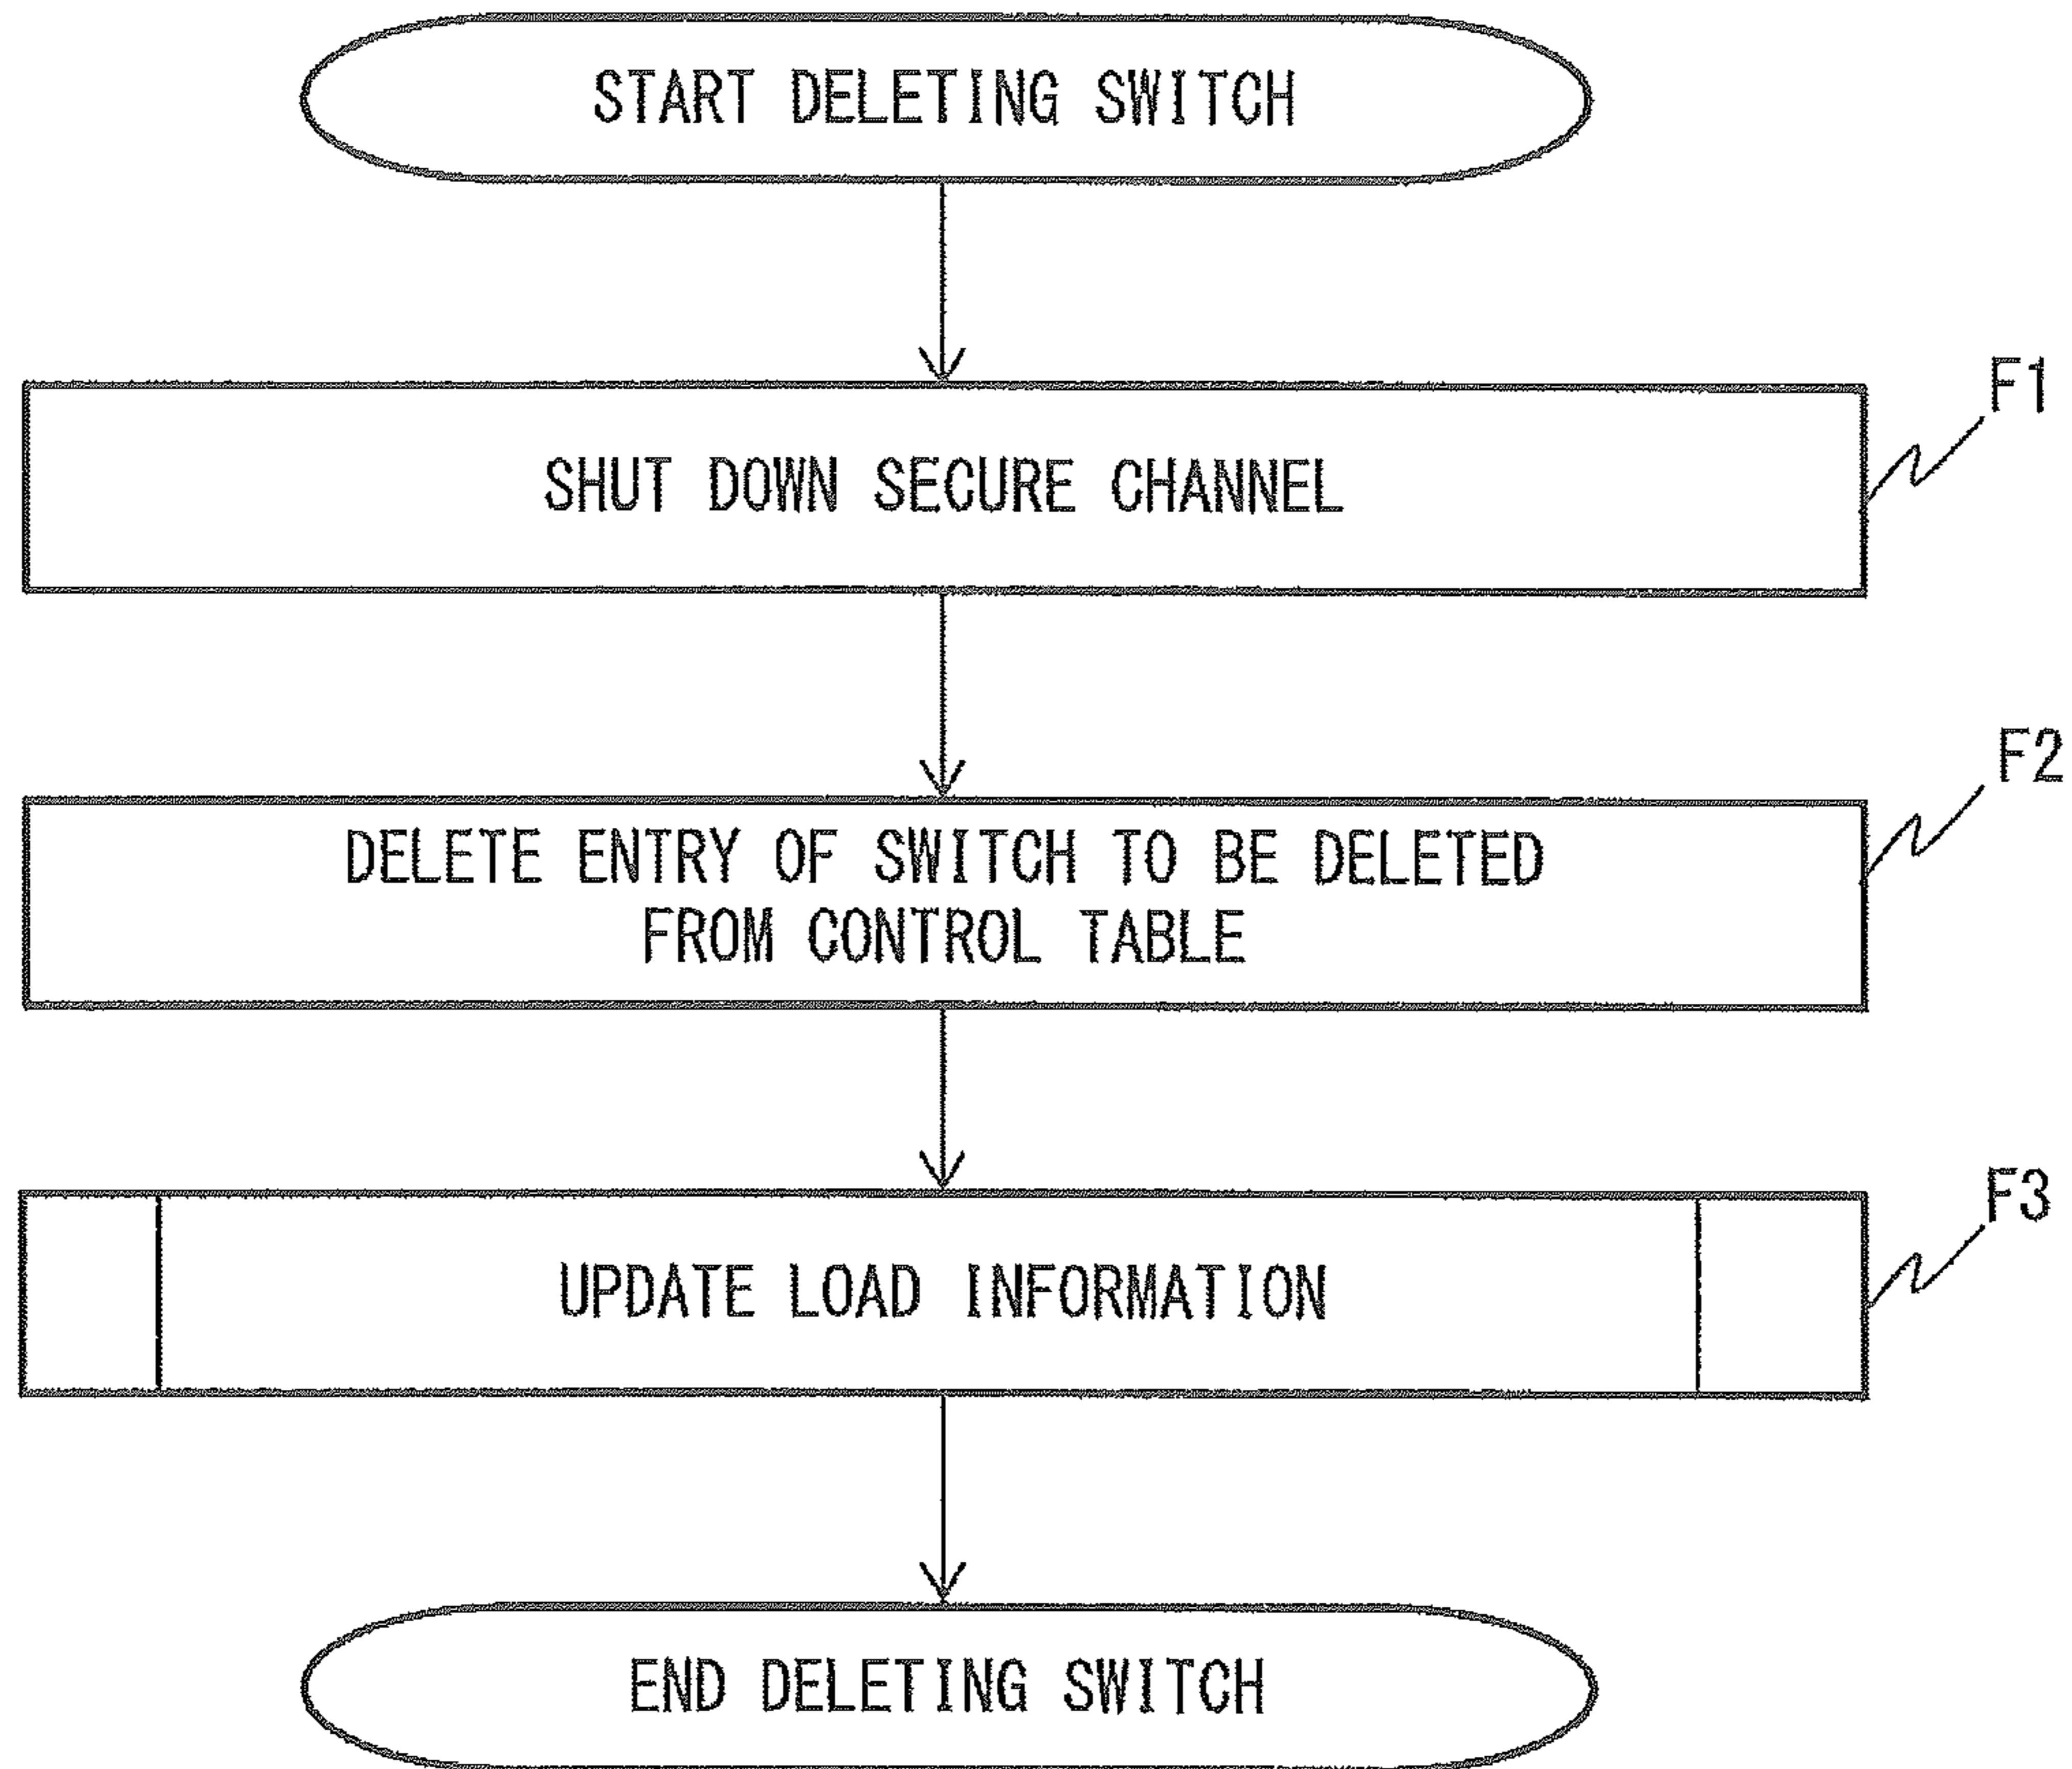 START DELETING SWITCH
F1
SHUT DOWN SECURE CHANNEL
F2
DELETE ENTRY OF SWITCH TO BE DELETED
FROM CONTROL TABLE
F3
UPDATE LOAD INFORMATION
END DELETING SWITCH